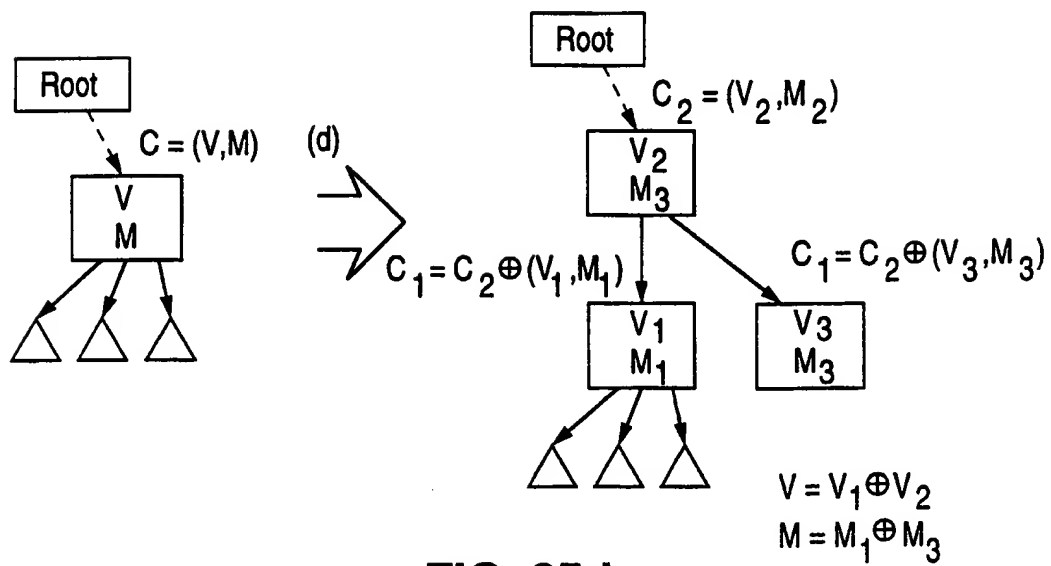 Root
C = (V,M)
V
M
(d)
Root
C₂ = (V₂,M₂)
V₂
M₃
C₁ = C₂ ⊕ (V₁,M₁)
C₁ = C₂ ⊕ (V₃,M₃)
V₁
M₁
V₃
M₃
V = V₁ ⊕ V₂
M = M₁ ⊕ M₃